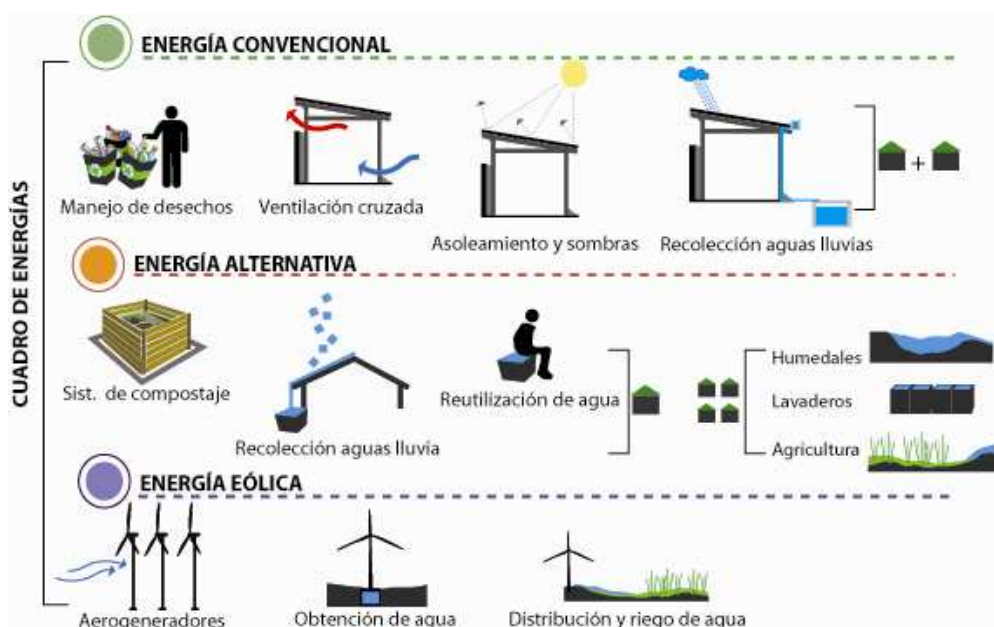 CUADRO DE ENERGÍAS
ENERGÍA CONVENCIONAL
Manejo de desechos
Ventilación cruzada
Asoleamiento y sombras
Recolección aguas lluvias
+
ENERGÍA ALTERNATIVA
Sist. de compostaje
Recolección aguas lluvia
Reutilización de agua
Humedales
Lavaderos
Agricultura
ENERGÍA EÓLICA
Aerogeneradores
Obtención de agua
Distribución y riego de agua